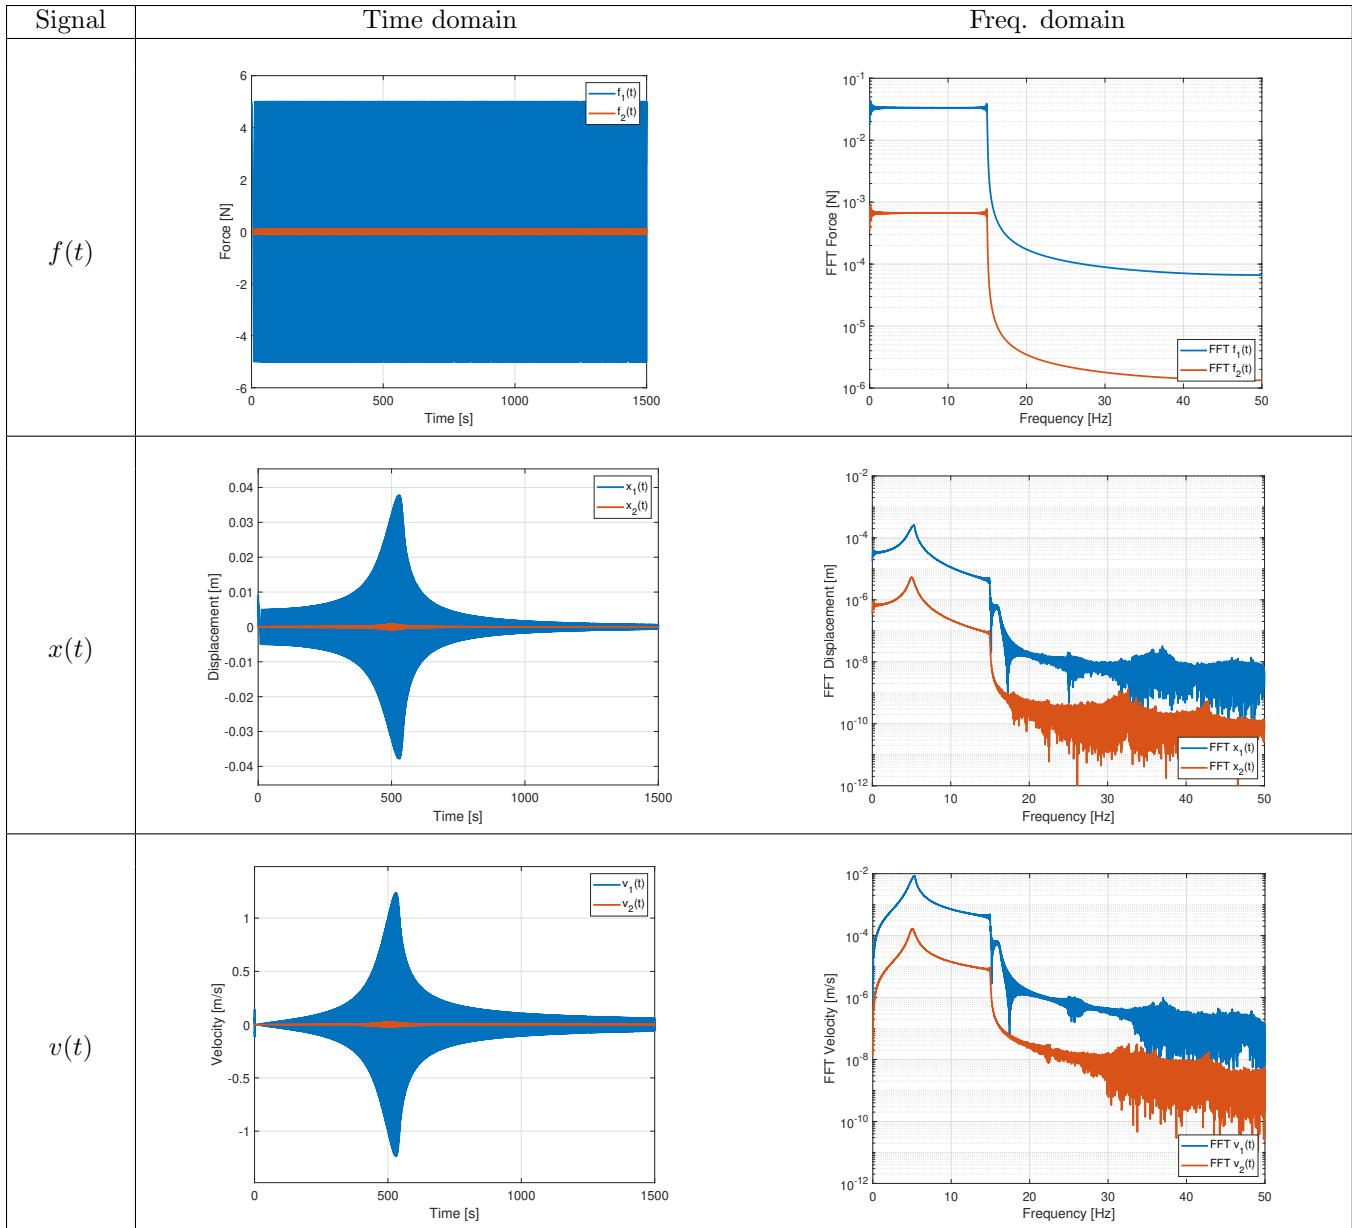 Signal Time domain Freq. domain
f(t)
6
4
2
0
-2
-4
-6
Force [N]
0 500 1000 1500
Time [s]
f1(t)
f2(t)
10-1
10-2
10-3
10-4
10-5
10-6
FFT Force [N]
0 10 20 30 40 50
Frequency [Hz]
FFT f1(t)
FFT f2(t)
x(t)
0.04
0.03
0.02
0.01
0
-0.01
-0.02
-0.03
-0.04
Displacement [m]
0 500 1000 1500
Time [s]
x1(t)
x2(t)
10-2
10-4
10-6
10-8
10-10
10-12
FFT Displacement [m]
0 10 20 30 40 50
Frequency [Hz]
FFT x1(t)
FFT x2(t)
v(t)
1
0.5
0
-0.5
-1
Velocity [m/s]
0 500 1000 1500
Time [s]
v1(t)
v2(t)
10-2
10-4
10-6
10-8
10-10
10-12
FFT Velocity [m/s]
0 10 20 30 40 50
Frequency [Hz]
FFT v1(t)
FFT v2(t)